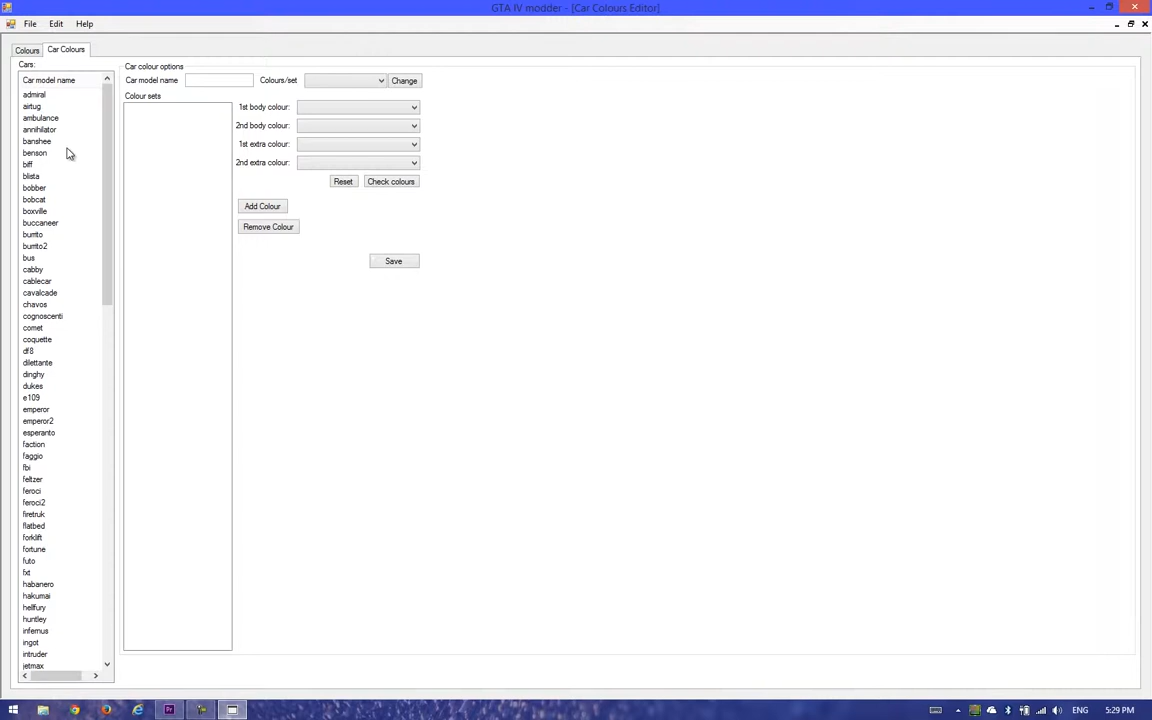 GTA IV modder - [Car Colours Editor]
File Edit Help
Colours Car Colours
Cars:
Car model name
admiral
airtug
ambulance
annihilator
banshee
benson
biff
blista
bobber
bobcat
boxville
buccaneer
burrito
burrito2
bus
cabby
cablecar
cavalcade
chavos
cognoscenti
comet
coquette
df8
dilettante
dinghy
dukes
e109
emperor
emperor2
esperanto
faction
faggio
fbi
feltzer
feroci
feroci2
firetruk
flatbed
forklift
fortune
futo
fxt
habanero
hakumai
hellfury
huntley
infernus
ingot
intruder
jetmax
Car colour options
Car model name Colours/set Change
Colour sets
1st body colour:
2nd body colour:
1st extra colour:
2nd extra colour:
Reset Check colours
Add Colour
Remove Colour
Save
Pr
ENG 5:29 PM